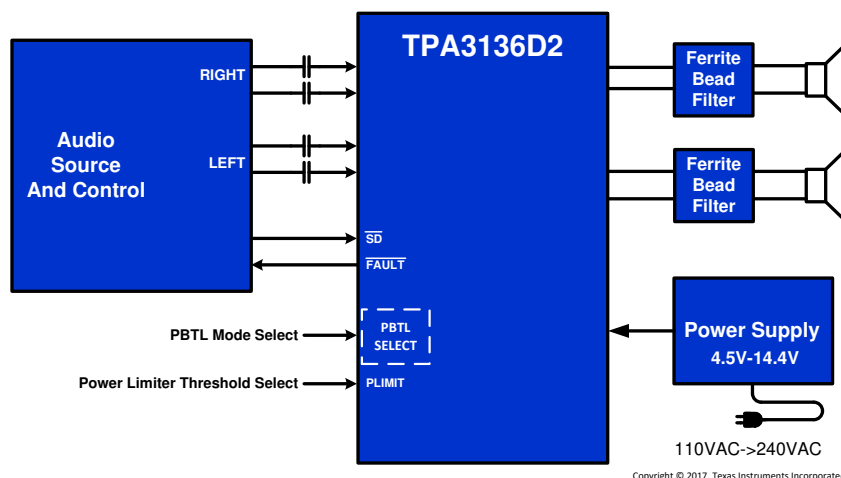 TPA3136D2
RIGHT
LEFT
Audio
Source
And Control
Ferrite
Bead
Filter
Ferrite
Bead
Filter
SD
FAULT
PBTL Mode Select
PBTL
SELECT
Power Limiter Threshold Select
PLIMIT
Power Supply
4.5V-14.4V
110VAC->240VAC
Copyright © 2017, Texas Instruments Incorporated